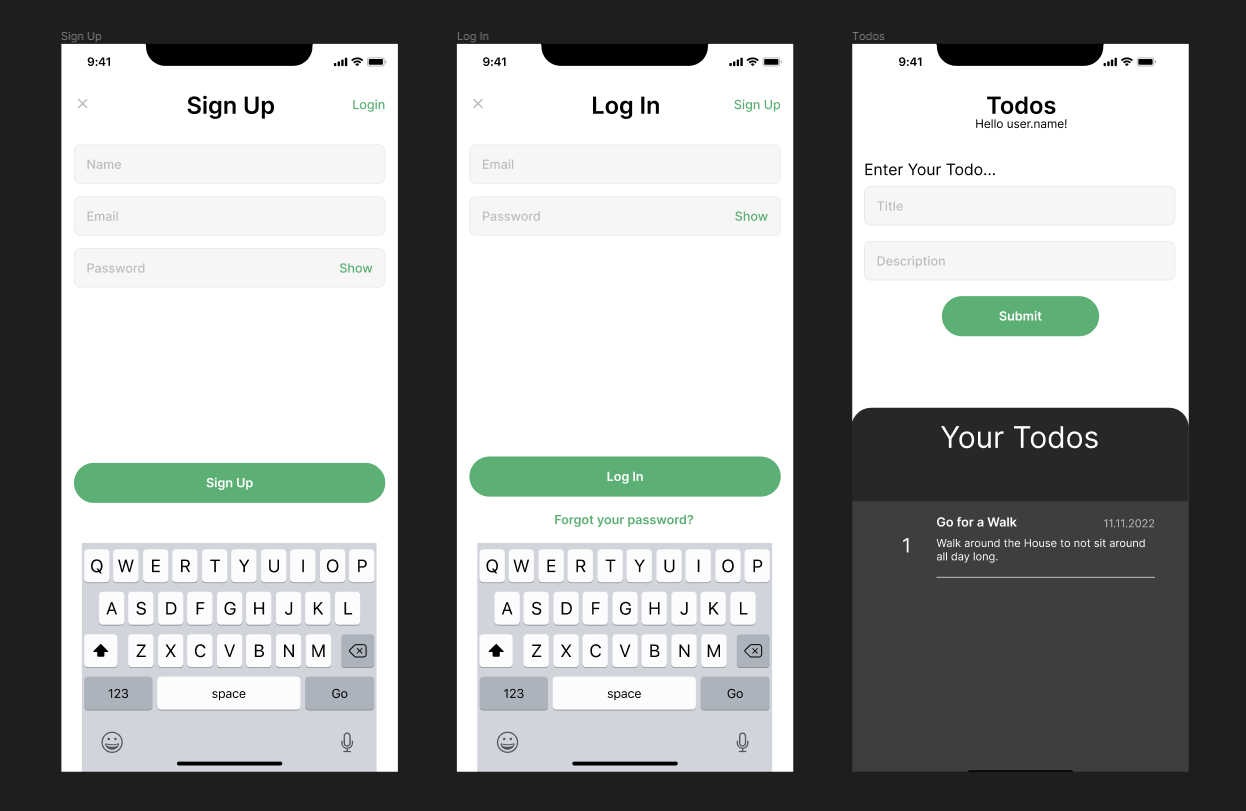 Sign Up
9:41
Sign Up
Login
Name
Email
Password
Show
Sign Up
Q W E R T Y U I O P
A S D F G H J K L
Z X C V B N M
123 space Go
Log In
9:41
Log In
Sign Up
Email
Password
Show
Log In
Forgot your password?
Q W E R T Y U I O P
A S D F G H J K L
Z X C V B N M
123 space Go
Todos
9:41
Todos
Hello user.name!
Enter Your Todo...
Title
Description
Submit
Your Todos
1
Go for a Walk
11.11.2022
Walk around the House to not sit around
all day long.